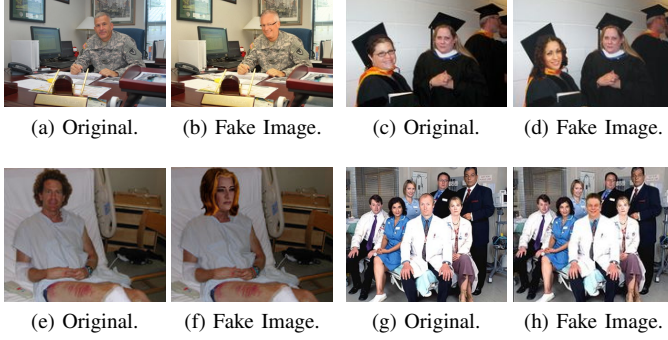 (a) Original. (b) Fake Image. (c) Original. (d) Fake Image.
(e) Original. (f) Fake Image. (g) Original. (h) Fake Image.